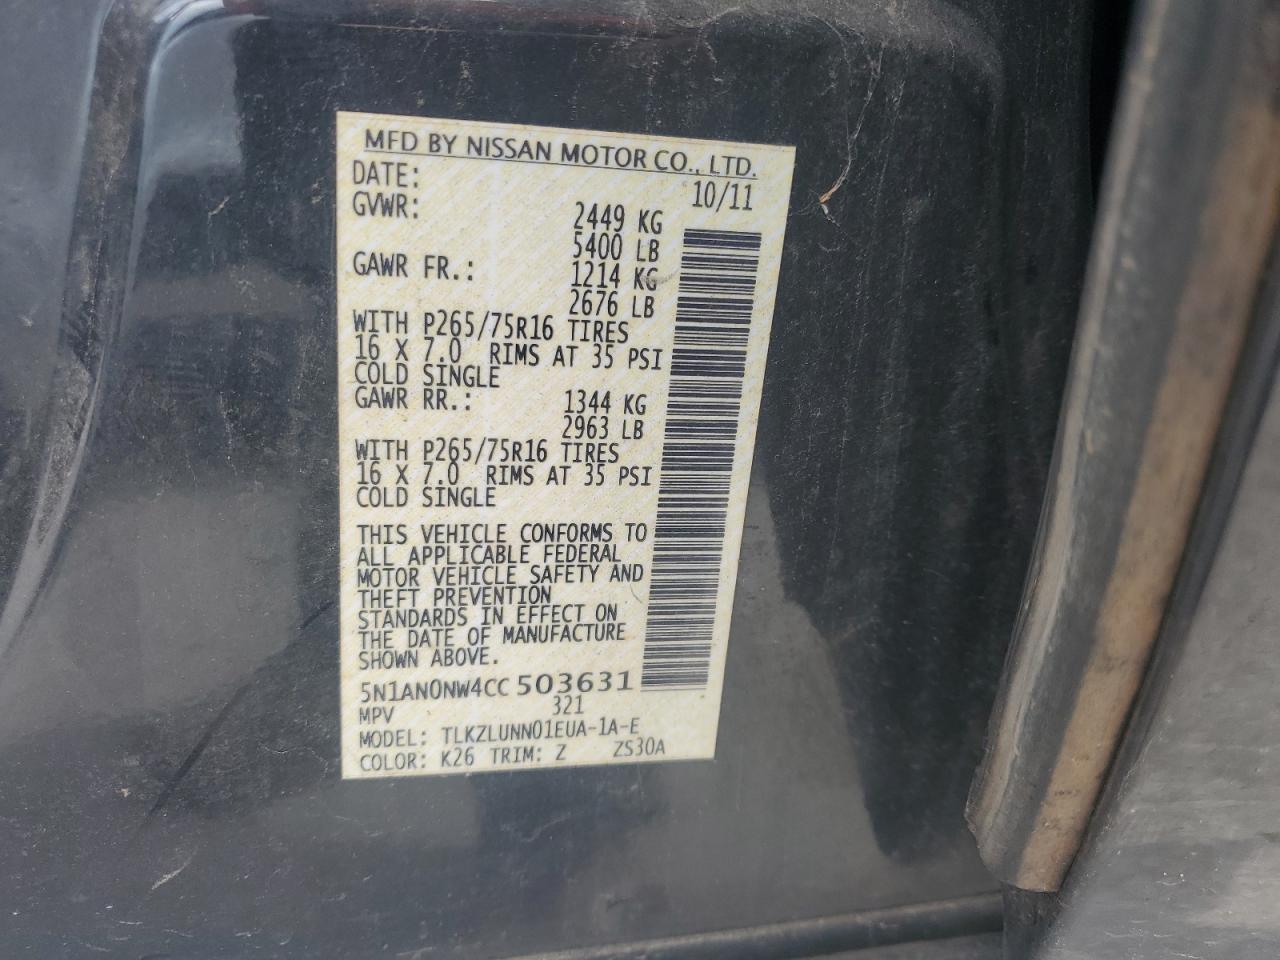 MFD BY NISSAN MOTOR CO., LTD.
DATE: 10/11
GVWR: 2449 KG
5400 LB
GAWR FR.: 1214 KG
2676 LB
WITH P265/75R16 TIRES
16 X 7.0 RIMS AT 35 PSI
COLD SINGLE
GAWR RR.: 1344 KG
2963 LB
WITH P265/75R16 TIRES
16 X 7.0 RIMS AT 35 PSI
COLD SINGLE
THIS VEHICLE CONFORMS TO
ALL APPLICABLE FEDERAL
MOTOR VEHICLE SAFETY AND
THEFT PREVENTION
STANDARDS IN EFFECT ON
THE DATE OF MANUFACTURE
SHOWN ABOVE.
5N1AN0NW4CC503631
MPV 321
MODEL: TLKZLUNN01EUA-1A-E
COLOR: K26 TRIM: Z ZS30A